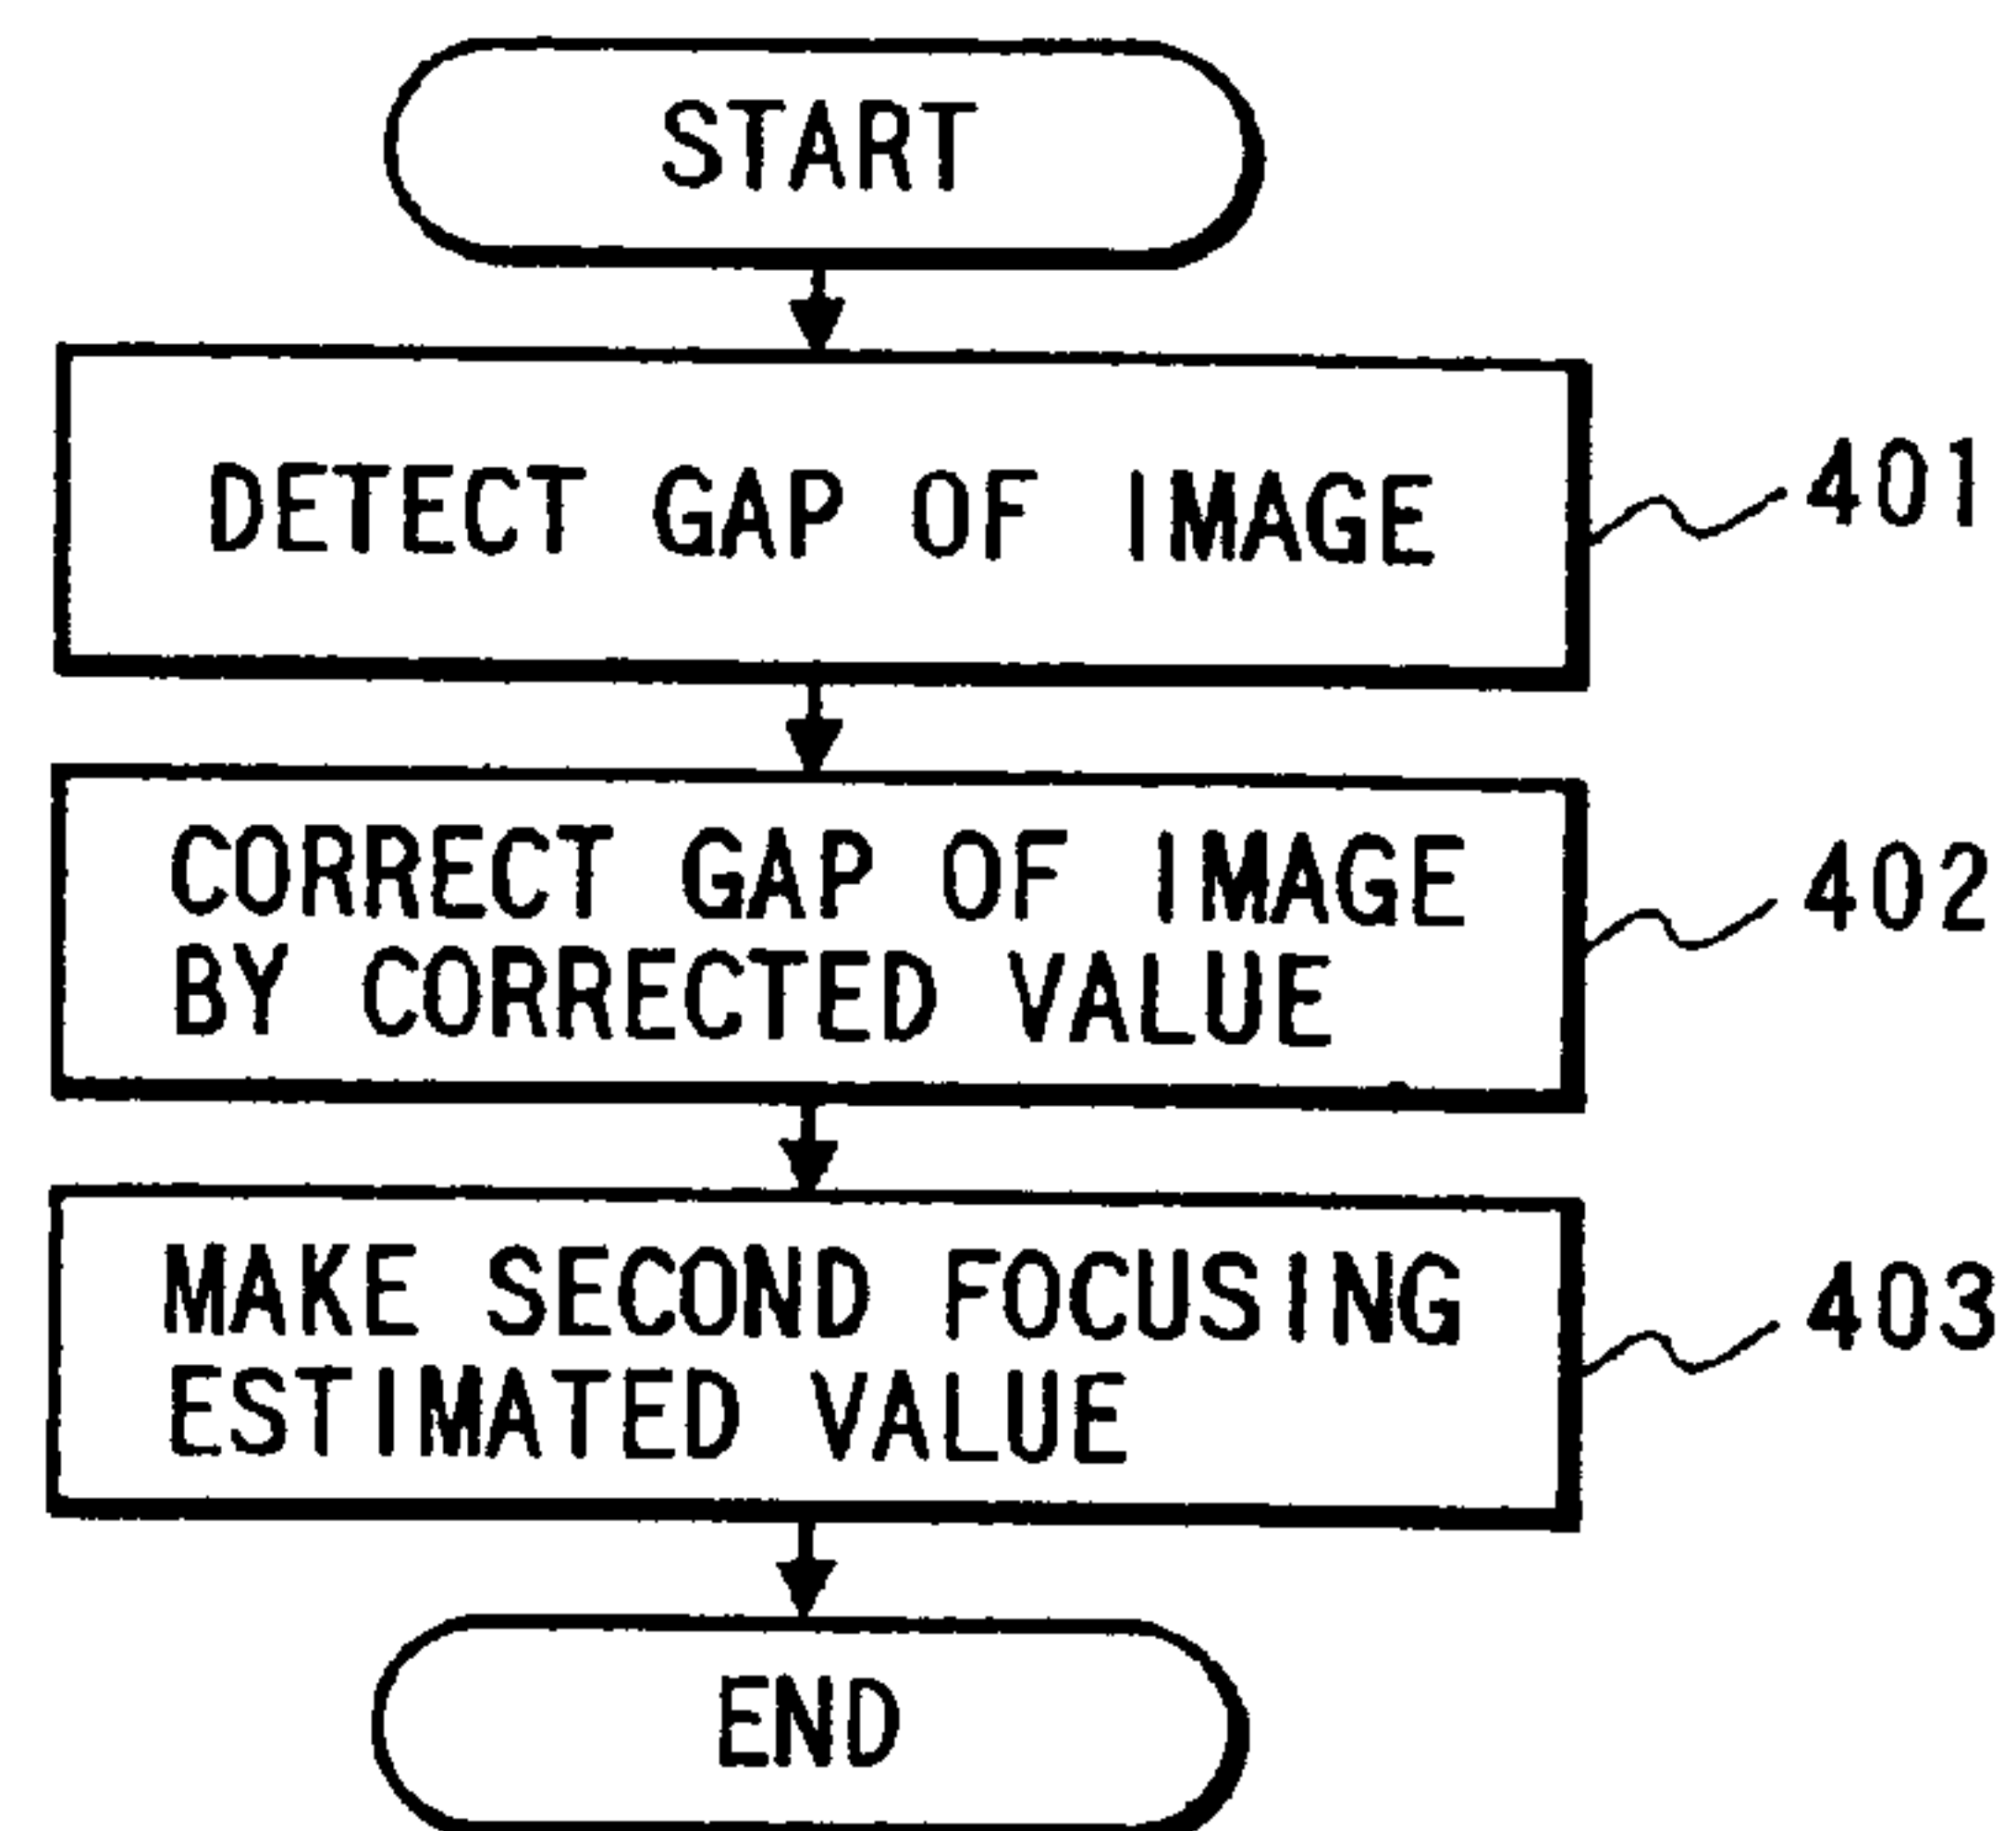 START
DETECT GAP OF IMAGE
401
CORRECT GAP OF IMAGE
BY CORRECTED VALUE
402
MAKE SECOND FOCUSING
ESTIMATED VALUE
403
END